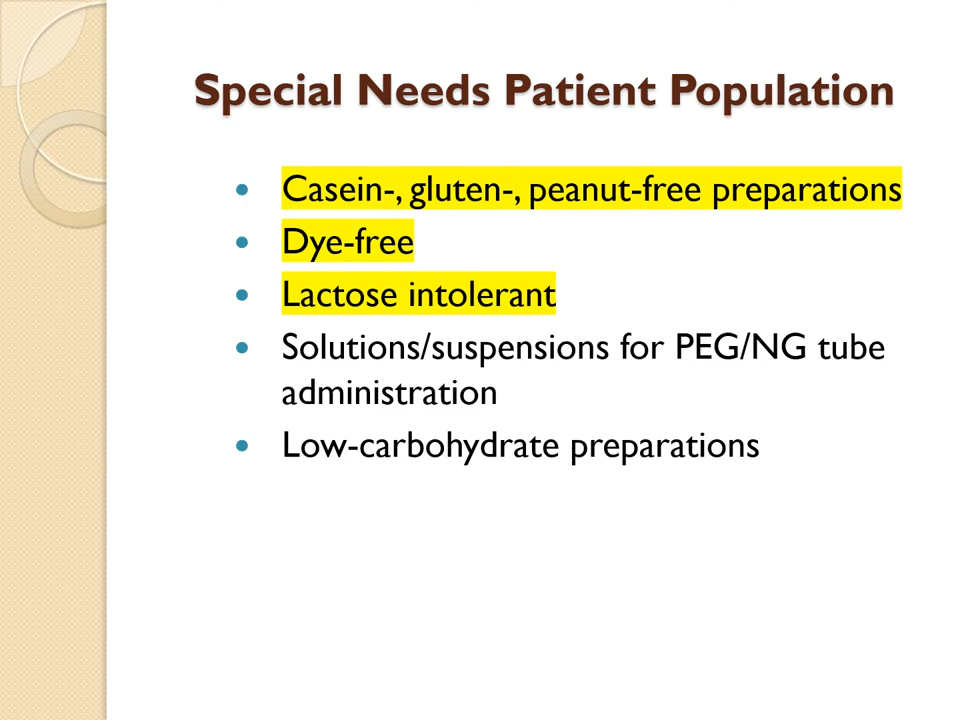 Special Needs Patient Population
• Casein-, gluten-, peanut-free preparations
• Dye-free
• Lactose intolerant
• Solutions/suspensions for PEG/NG tube
administration
• Low-carbohydrate preparations